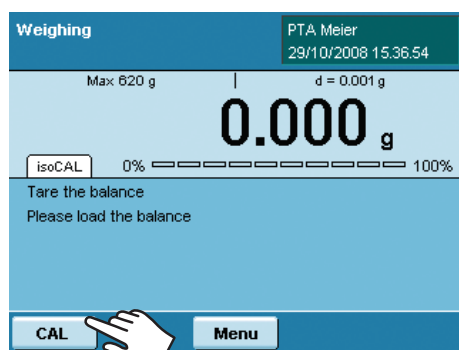 Weighing
PTA Meier
29/10/2008 15.36.54
Max 620 g
d = 0.001 g
0.000 g
isoCAL 0% 100%
Tare the balance
Please load the balance
CAL Menu